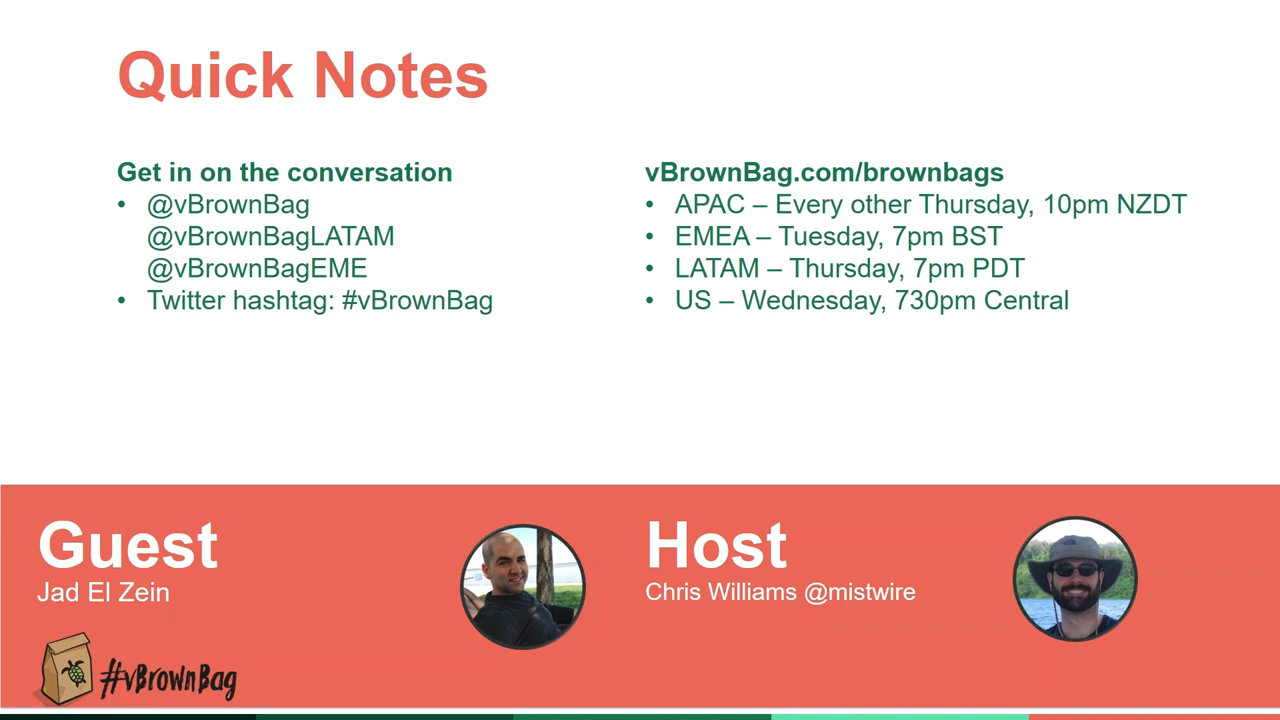 Quick Notes
Get in on the conversation
• @vBrownBag
@vBrownBagLATAM
@vBrownBagEME
• Twitter hashtag: #vBrownBag
vBrownBag.com/brownbags
• APAC – Every other Thursday, 10pm NZDT
• EMEA – Tuesday, 7pm BST
• LATAM – Thursday, 7pm PDT
• US – Wednesday, 730pm Central
Guest
Jad El Zein
Host
Chris Williams @mistwire
#vBrownBag